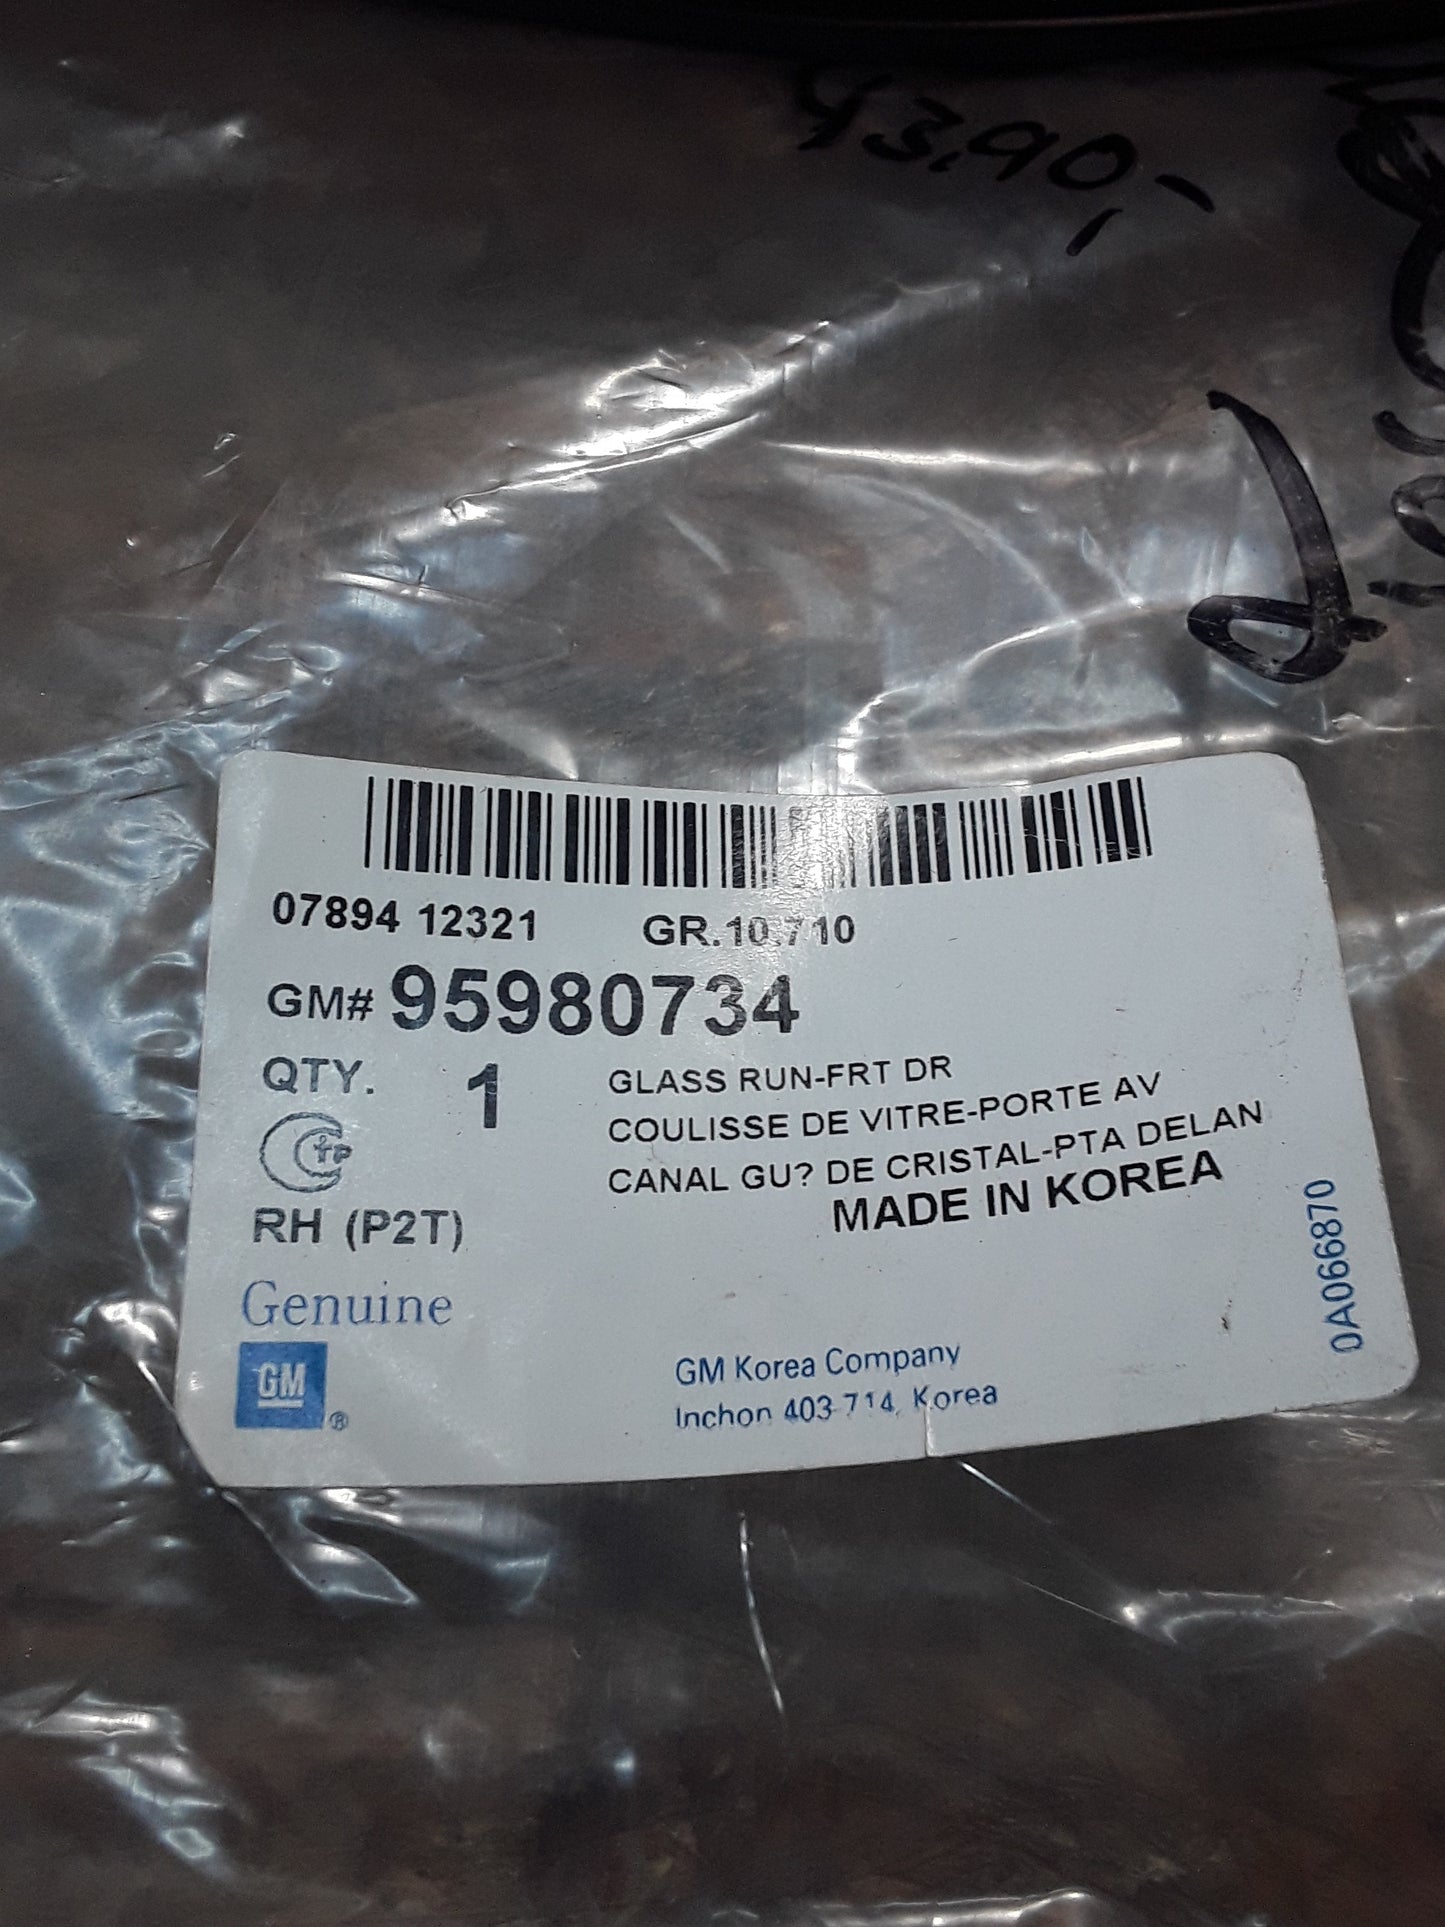 43,90,-
07894 12321 GR.10.710
GM# 95980734
QTY. 1 GLASS RUN-FRT DR
COULISSE DE VITRE-PORTE AV
CANAL GU? DE CRISTAL-PTA DELAN
MADE IN KOREA
RH (P2T)
Genuine
GM ®
GM Korea Company
Inchon 403-714, Korea
0A066870